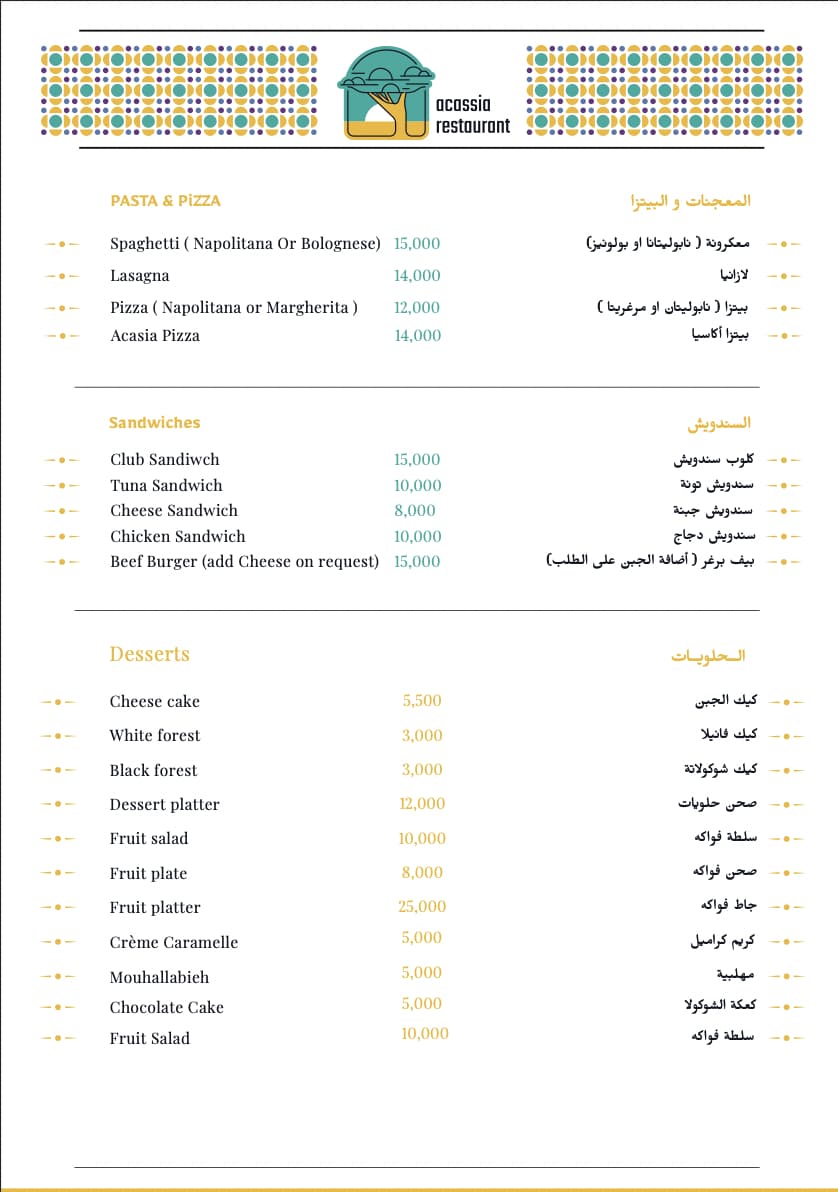 acassia
restaurant
PASTA & PiZZA المعجنات و البيتزا
Spaghetti ( Napolitana Or Bolognese) 15,000 معكرونة ( نابوليتانا او بولونيز)
Lasagna 14,000 لازانيا
Pizza ( Napolitana or Margherita ) 12,000 بيتزا ( نابوليتان او مرغريتا )
Acasia Pizza 14,000 بيتزا أكاسيا
Sandwiches السندويش
Club Sandiwch 15,000 كلوب سندويش
Tuna Sandwich 10,000 سندويش تونة
Cheese Sandwich 8,000 سندويش جبنة
Chicken Sandwich 10,000 سندويش دجاج
Beef Burger (add Cheese on request) 15,000 بيف برغر ( أضافة الجبن على الطلب)
Desserts الــحلويــات
Cheese cake 5,500 كيك الجبن
White forest 3,000 كيك فانيلا
Black forest 3,000 كيك شوكولاتة
Dessert platter 12,000 صحن حلويات
Fruit salad 10,000 سلطة فواكه
Fruit plate 8,000 صحن فواكه
Fruit platter 25,000 جاط فواكه
Crème Caramelle 5,000 كريم كراميل
Mouhallabieh 5,000 مهلبية
Chocolate Cake 5,000 كعكة الشوكولا
Fruit Salad 10,000 سلطة فواكه